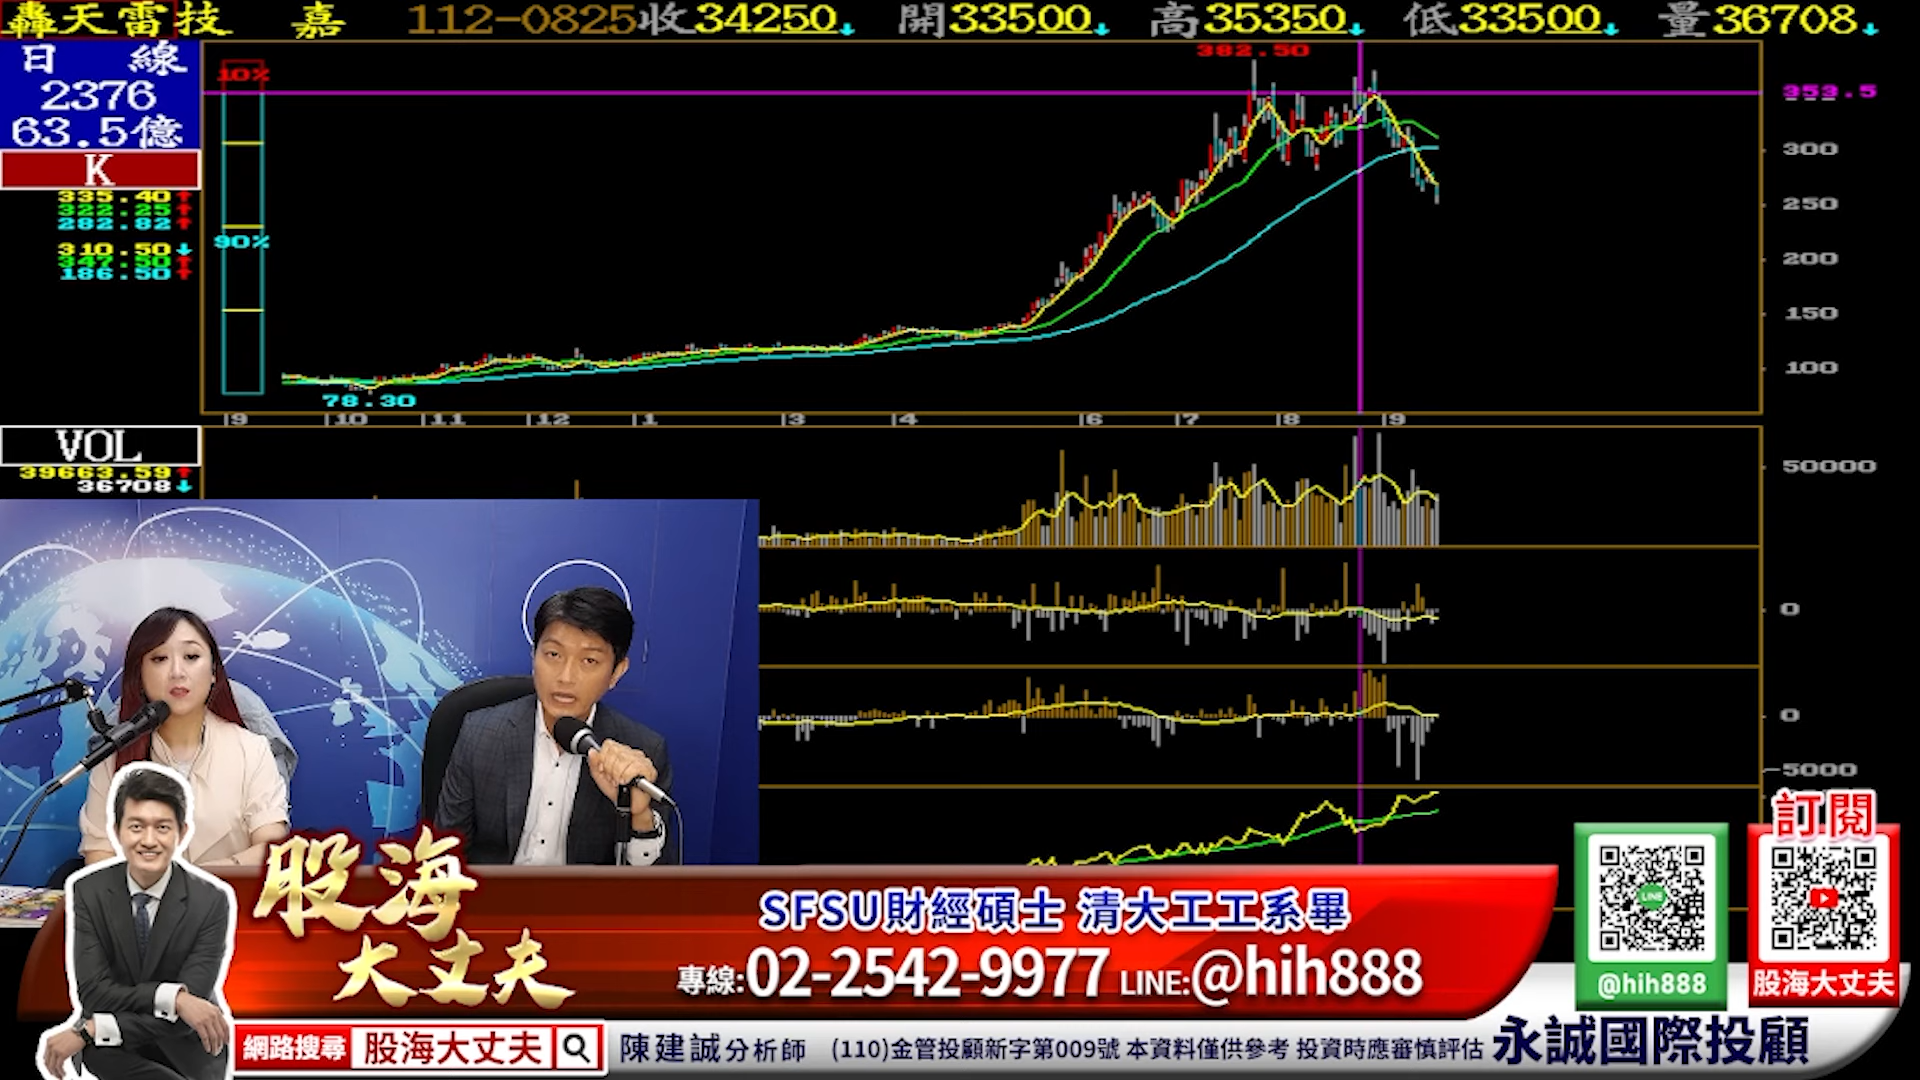 轟天雷技 嘉 112-0825收34250↓ 開33500↓ 高35350↓ 低33500↓ 量36708↓
日 線
2376
63.5億
K
335.40↑
322.25↑
282.82↑
310.50↓
347.50↑
186.50↑
10%
90%
382.50
78.30
353.5
300
250
200
150
100
9 10 11 12 1 3 4 6 7 8 9
VOL
39663.59↑
36708↓
50000
0
0
-5000
股海
大丈夫
SFSU財經碩士 清大工工系畢
專線:02-2542-9977 LINE:@hih888
網路搜尋 股海大丈夫
陳建誠分析師 (110)金管投顧新字第009號 本資料僅供參考 投資時應審慎評估 永誠國際投顧
LINE
@hih888
訂閱
股海大丈夫